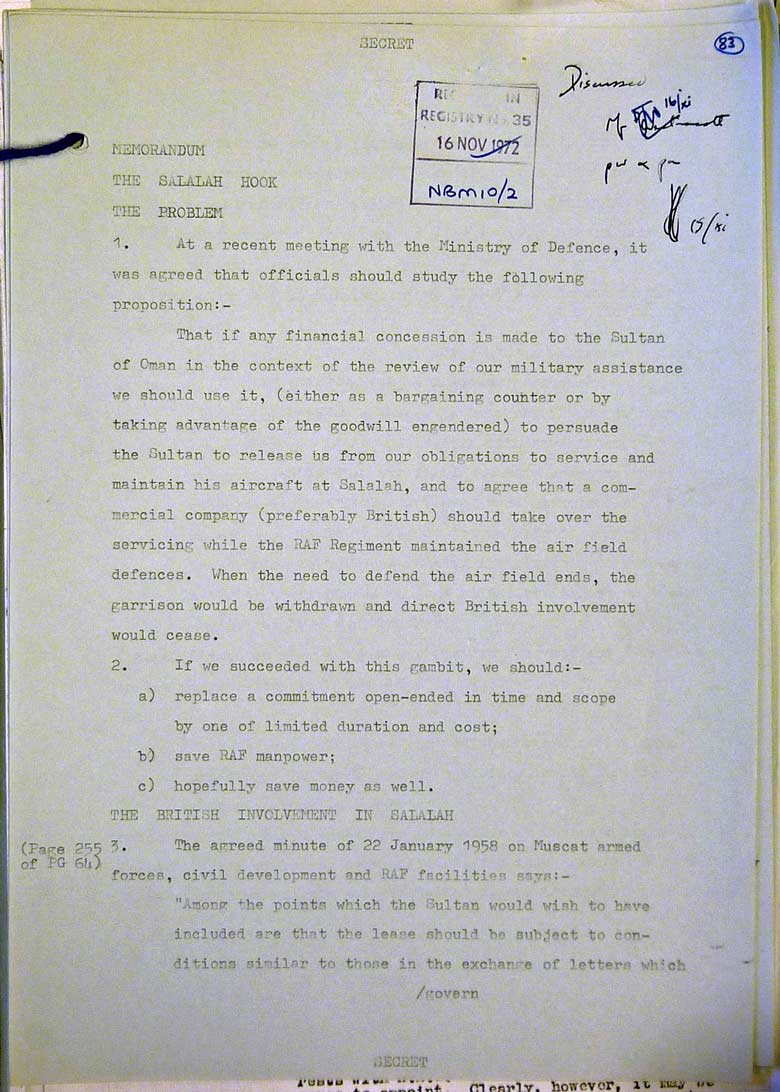 SECRET
83
Discussed
REGISTRY No. 35
16 NOV 1972
NBM10/2
16/xi
15/xi
MEMORANDUM
THE SALALAH HOOK
THE PROBLEM
1. At a recent meeting with the Ministry of Defence, it
was agreed that officials should study the following
proposition:-
That if any financial concession is made to the Sultan
of Oman in the context of the review of our military assistance
we should use it, (either as a bargaining counter or by
taking advantage of the goodwill engendered) to persuade
the Sultan to release us from our obligations to service and
maintain his aircraft at Salalah, and to agree that a com-
mercial company (preferably British) should take over the
servicing while the RAF Regiment maintained the air field
defences. When the need to defend the air field ends, the
garrison would be withdrawn and direct British involvement
would cease.
2. If we succeeded with this gambit, we should:-
a) replace a commitment open-ended in time and scope
by one of limited duration and cost;
b) save RAF manpower;
c) hopefully save money as well.
THE BRITISH INVOLVEMENT IN SALALAH
(Page 255
of PG 64)
3. The agreed minute of 22 January 1958 on Muscat armed
forces, civil development and RAF facilities says:-
"Among the points which the Sultan would wish to have
included are that the lease should be subject to con-
ditions similar to those in the exchange of letters which
/govern
SECRET
Clearly, however, it may be